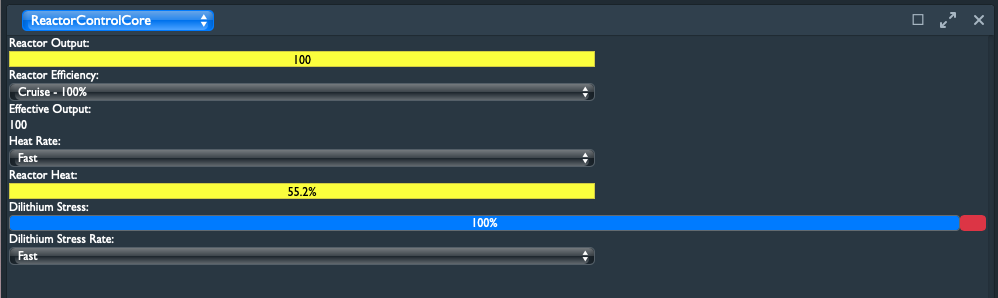 ReactorControlCore
Reactor Output:
100
Reactor Efficiency:
Cruise - 100%
Effective Output:
100
Heat Rate:
Fast
Reactor Heat:
55.2%
Dilithium Stress:
100%
Dilithium Stress Rate:
Fast